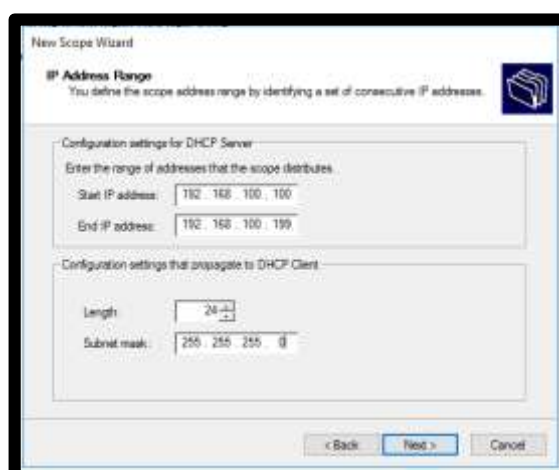 New Scope Wizard
IP Address Range
You define the scope address range by identifying a set of consecutive IP addresses.
Configuration settings for DHCP Server
Enter the range of addresses that the scope distributes.
Start IP address: 192 . 168 . 100 . 100
End IP address: 192 . 168 . 100 . 199
Configuration settings that propagate to DHCP Client
Length: 24
Subnet mask: 255 . 255 . 255 . 0
< Back Next > Cancel